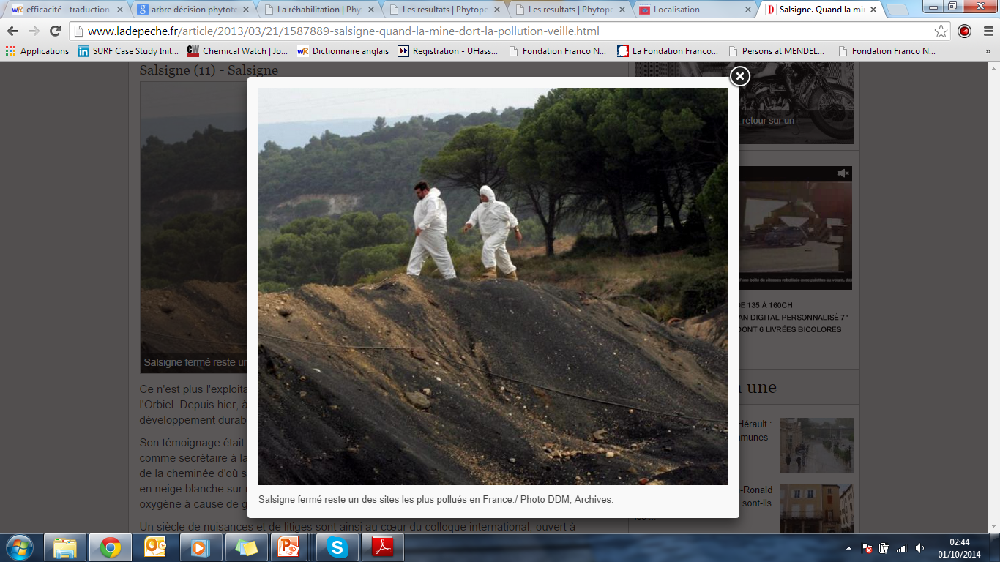 efficacité - traduction
arbre décision phytote
La réhabilitation | Phyt
Les resultats | Phytope
Les resultats | Phytope
Localisation
Salsigne. Quand la mi
www.ladepeche.fr/article/2013/03/21/1587889-salsigne-quand-la-mine-dort-la-pollution-veille.html
Applications
SURF Case Study Init...
Chemical Watch | Jo...
Dictionnaire anglais
Registration - UHass...
Fondation Franco N...
La Fondation Franco...
Persons at MENDEL...
Fondation Franco N...
»
Salsigne (11) - Salsigne
retour sur un
DE 135 À 160CH
AN DIGITAL PERSONNALISÉ 7"
DONT 6 LIVRÉES BICOLORES
Salsigne fermé reste un
une
Ce n'est plus l'exploita
l'Orbiel. Depuis hier, à
développement durab
Hérault :
munes
Son témoignage était
comme secrétaire à la
de la cheminée d'où s
en neige blanche sur
oxygène à cause de g
-Ronald
sont-ils
Salsigne fermé reste un des sites les plus pollués en France./ Photo DDM, Archives.
Un siècle de nuisances et de litiges sont ainsi au cœur du colloque international, ouvert à
02:44
01/10/2014